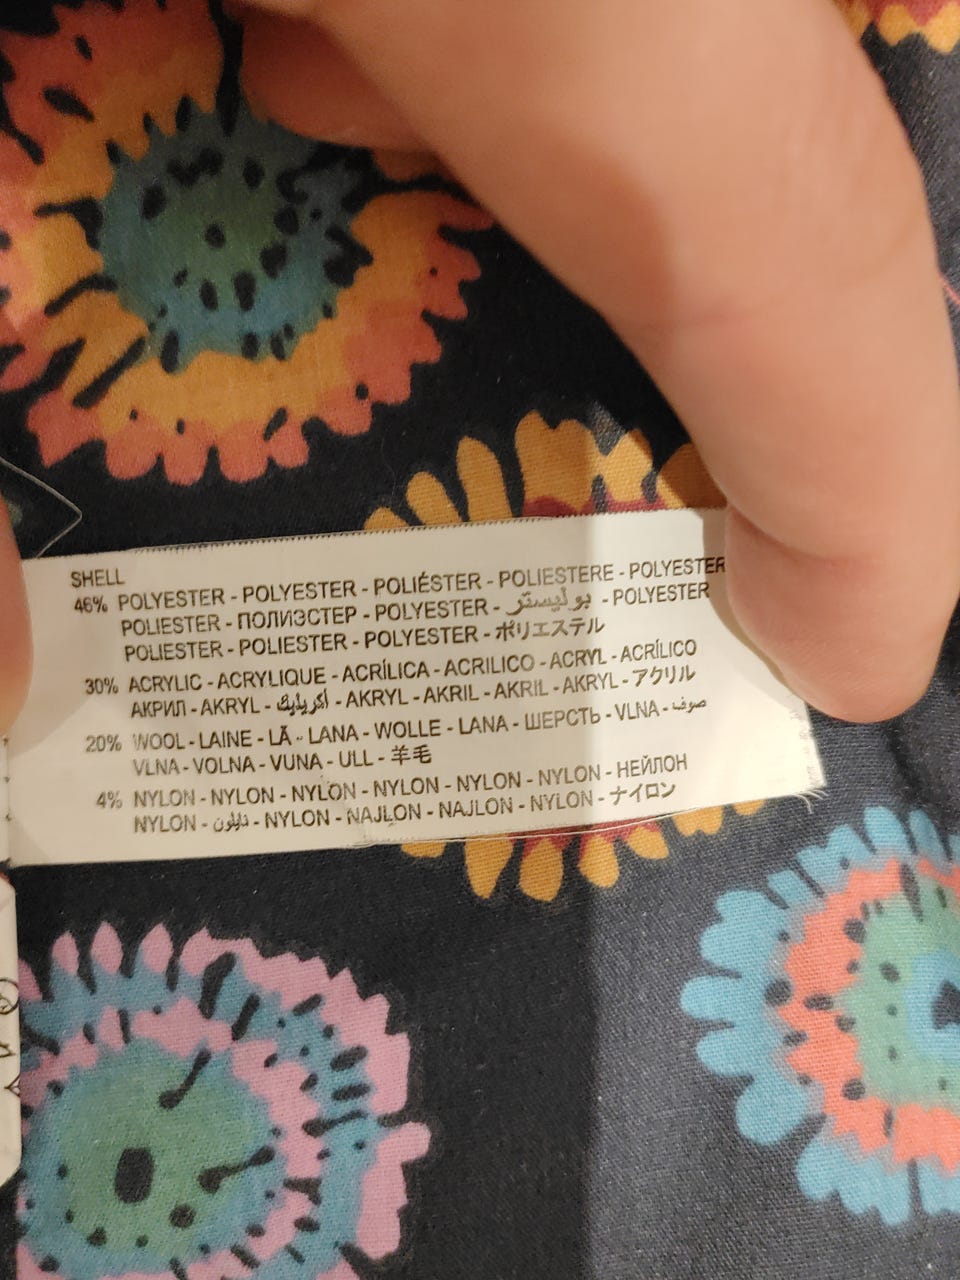 SHELL
46% POLYESTER - POLYESTER - POLIÉSTER - POLIESTERE - POLYESTER
POLIESTER - ПОЛИЭСТЕР - POLYESTER - بوليستر - POLYESTER
POLIESTER - POLIESTER - POLYESTER - ポリエステル
30% ACRYLIC - ACRYLIQUE - ACRÍLICA - ACRILICO - ACRYL - ACRÍLICO
АКРИЛ - AKRYL - أكريليك - AKRYL - AKRIL - AKRIL - AKRYL - アクリル
20% WOOL - LAINE - LÃ - LANA - WOLLE - LANA - ШЕРСТЬ - VLNA - صوف
VLNA - VOLNA - VUNA - ULL - 羊毛
4% NYLON - NYLON - NYLON - NYLON - NYLON - NYLON - НЕЙЛОН
NYLON - نايلون - NYLON - NAJLON - NAJLON - NYLON - ナイロン